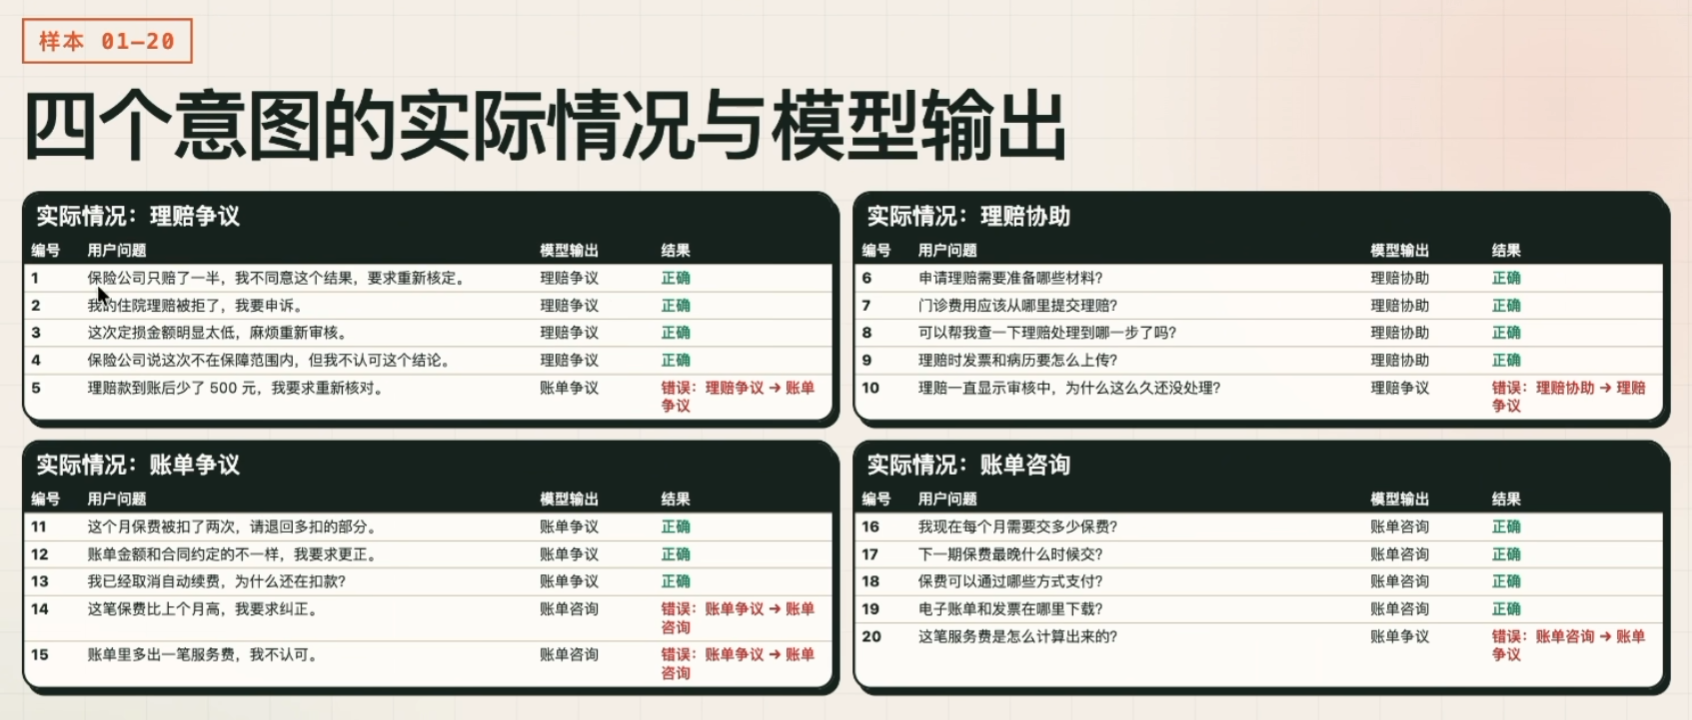 样本 01—20
四个意图的实际情况与模型输出
实际情况：理赔争议
编号 用户问题 模型输出 结果
1 保险公司只赔了一半，我不同意这个结果，要求重新核定。 理赔争议 正确
2 我的住院理赔被拒了，我要申诉。 理赔争议 正确
3 这次定损金额明显太低，麻烦重新审核。 理赔争议 正确
4 保险公司说这次不在保障范围内，但我不认可这个结论。 理赔争议 正确
5 理赔款到账后少了 500 元，我要求重新核对。 账单争议 错误：理赔争议 → 账单
争议
实际情况：理赔协助
编号 用户问题 模型输出 结果
6 申请理赔需要准备哪些材料？ 理赔协助 正确
7 门诊费用应该从哪里提交理赔？ 理赔协助 正确
8 可以帮我查一下理赔处理到哪一步了吗？ 理赔协助 正确
9 理赔时发票和病历要怎么上传？ 理赔协助 正确
10 理赔一直显示审核中，为什么这么久还没处理？ 理赔争议 错误：理赔协助 → 理赔
争议
实际情况：账单争议
编号 用户问题 模型输出 结果
11 这个月保费被扣了两次，请退回多扣的部分。 账单争议 正确
12 账单金额和合同约定的不一样，我要求更正。 账单争议 正确
13 我已经取消自动续费，为什么还在扣款？ 账单争议 正确
14 这笔保费比上个月高，我要求纠正。 账单咨询 错误：账单争议 → 账单
咨询
15 账单里多出一笔服务费，我不认可。 账单咨询 错误：账单争议 → 账单
咨询
实际情况：账单咨询
编号 用户问题 模型输出 结果
16 我现在每个月需要交多少保费？ 账单咨询 正确
17 下一期保费最晚什么时候交？ 账单咨询 正确
18 保费可以通过哪些方式支付？ 账单咨询 正确
19 电子账单和发票在哪里下载？ 账单咨询 正确
20 这笔服务费是怎么计算出来的？ 账单争议 错误：账单咨询 → 账单
争议